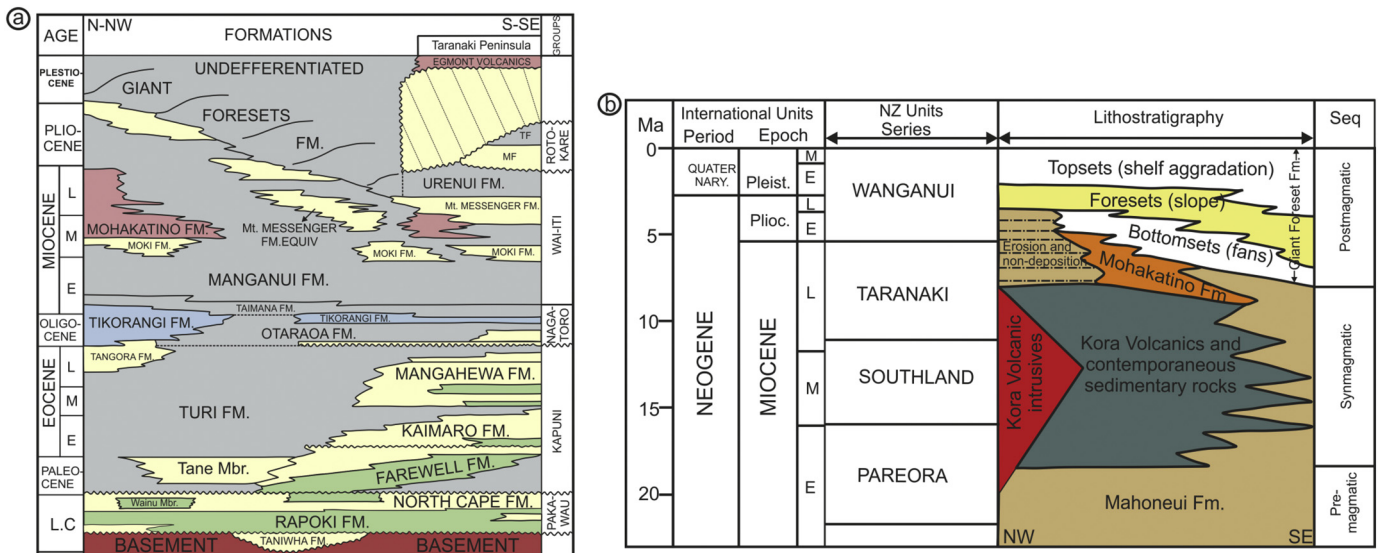 a
N-NW
S-SE
AGE
FORMATIONS
GROUPS
Taranaki Peninsula
EGMONT VOLCANICS
PLESTIO-
CENE
UNDEFFERENTIATED
GIANT
FORESETS
FM.
PLIO-
CENE
TF
MF
ROTO-
KARE
MIOCENE
L
M
E
URENUI FM.
Mt. MESSENGER FM.
MOHAKATINO FM.
Mt. MESSENGER
FM.EQUIV
MOKI FM.
MOKI FM.
MOKI FM.
WAI-ITI
MANGANUI FM.
TAIMANA FM.
OLIGO-
CENE
TIKORANGI FM.
TIKORANGI FM.
OTARAOA FM.
NAGA-
TORO
EOCENE
L
M
E
TANGORA FM.
MANGAHEWA FM.
TURI FM.
KAIMARO FM.
KAPUNI
PALEO-
CENE
Tane Mbr.
FAREWELL FM.
L.C
Wainu Mbr.
NORTH CAPE FM.
RAPOKI FM.
PAKA-
WAU
BASEMENT
TANIWHA FM.
BASEMENT
b
Ma
International Units
Period
Epoch
NZ Units
Series
Lithostratigraphy
Seq
0
5
10
15
20
QUATER
NARY.
NEOGENE
Pleist.
Plioc.
MIOCENE
M
E
L
E
L
M
E
WANGANUI
TARANAKI
SOUTHLAND
PAREORA
Topsets (shelf aggradation)
Foresets (slope)
Bottomsets (fans)
Giant Foreset Fm.
Erosion and
non-deposition
Mohakatino Fm.
Kora Volcanic
intrusives
Kora Volcanics and
contemporaneous
sedimentary rocks
Mahoneui Fm.
NW
SE
Postmagmatic
Synmagmatic
Pre-
magmatic